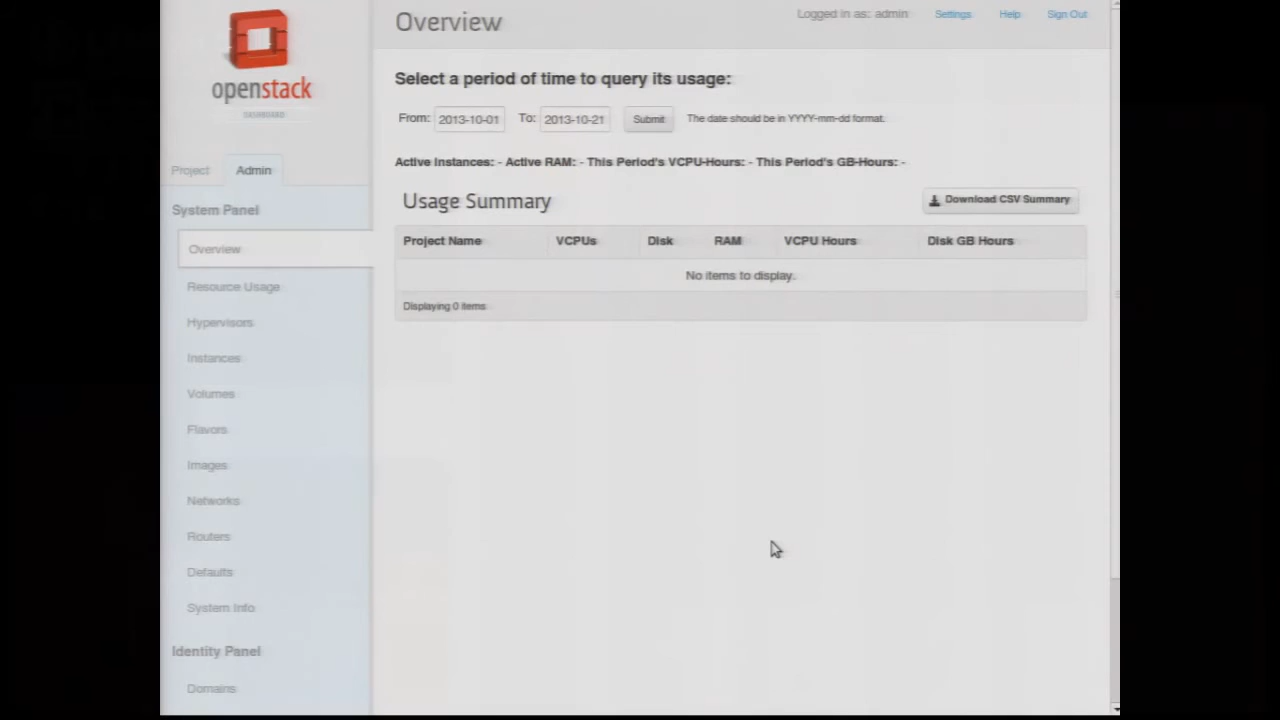 openstack
DASHBOARD
Project Admin
System Panel
Overview
Resource Usage
Hypervisors
Instances
Volumes
Flavors
Images
Networks
Routers
Defaults
System Info
Identity Panel
Domains
Overview
Logged in as: admin Settings Help Sign Out
Select a period of time to query its usage:
From: 2013-10-01 To: 2013-10-21 Submit The date should be in YYYY-mm-dd format.
Active Instances: - Active RAM: - This Period's VCPU-Hours: - This Period's GB-Hours: -
Usage Summary
Download CSV Summary
Project Name VCPUs Disk RAM VCPU Hours Disk GB Hours
No items to display.
Displaying 0 items